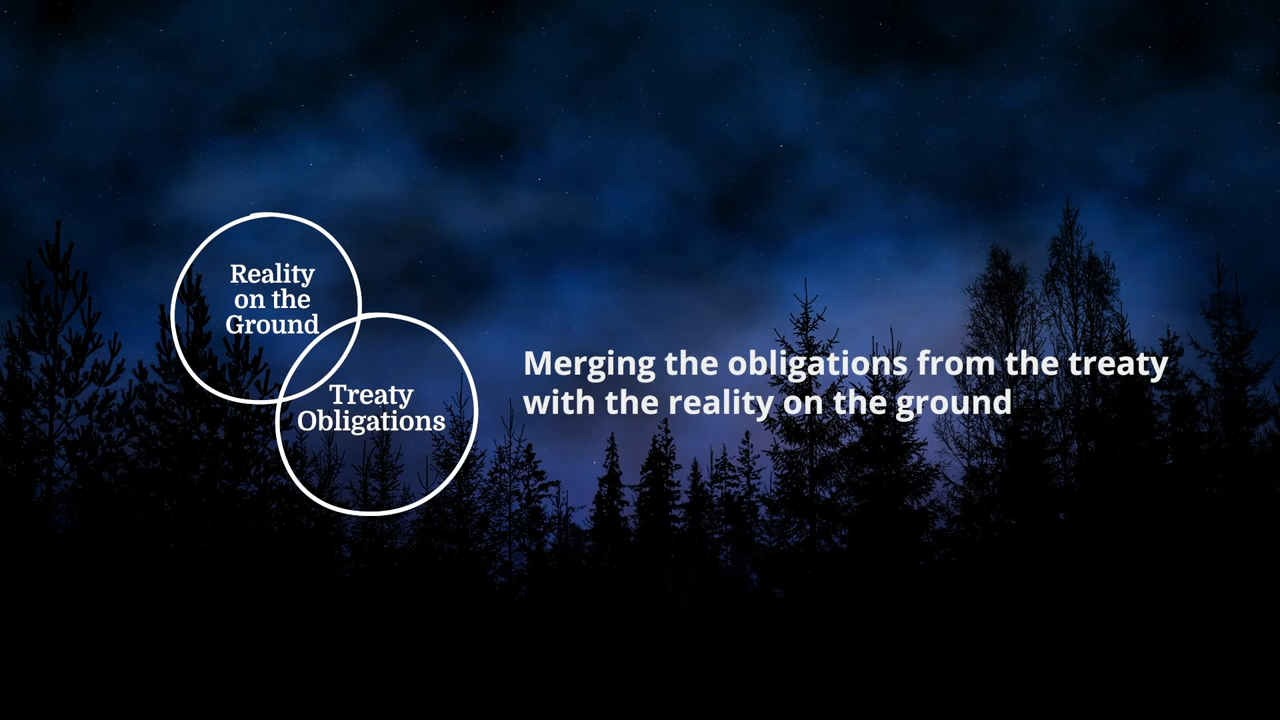 Reality
on the
Ground
Treaty
Obligations
Merging the obligations from the treaty
with the reality on the ground